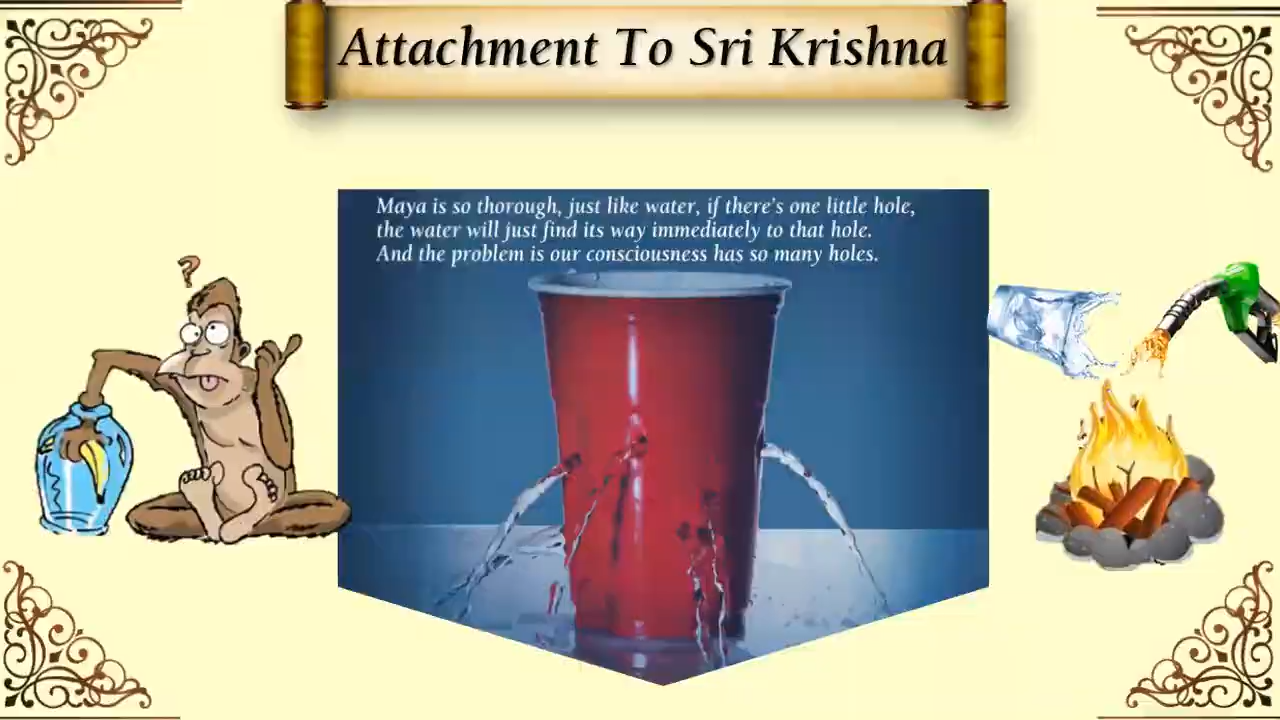 Attachment To Sri Krishna
Maya is so thorough, just like water, if there's one little hole,
the water will just find its way immediately to that hole.
And the problem is our consciousness has so many holes.
?